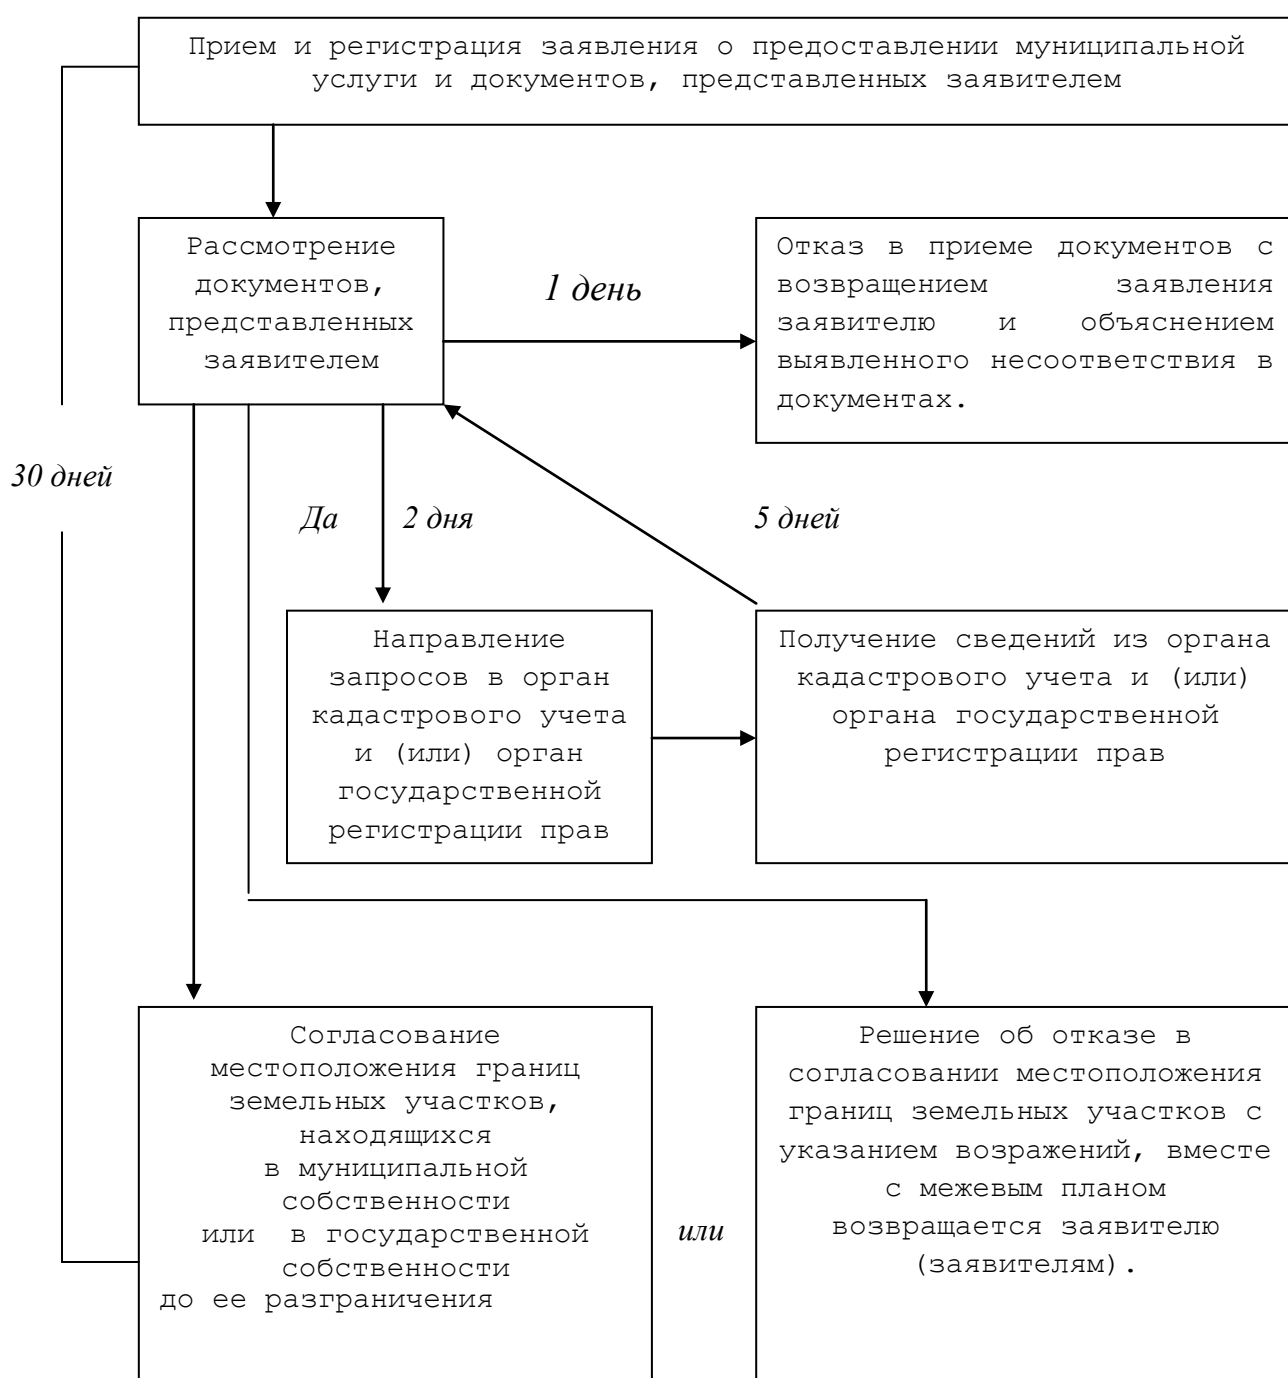 Прием и регистрация заявления о предоставлении муниципальной
услуги и документов, представленных заявителем
Рассмотрение
документов,
представленных
заявителем
1 день
Отказ в приеме документов с
возвращением заявления
заявителю и объяснением
выявленного несоответствия в
документах.
30 дней
Да
2 дня
5 дней
Направление
запросов в орган
кадастрового учета
и (или) орган
государственной
регистрации прав
Получение сведений из органа
кадастрового учета и (или)
органа государственной
регистрации прав
Согласование
местоположения границ
земельных участков,
находящихся
в муниципальной
собственности
или в государственной
собственности
до ее разграничения
или
Решение об отказе в
согласовании местоположения
границ земельных участков с
указанием возражений, вместе
с межевым планом
возвращается заявителю
(заявителям).